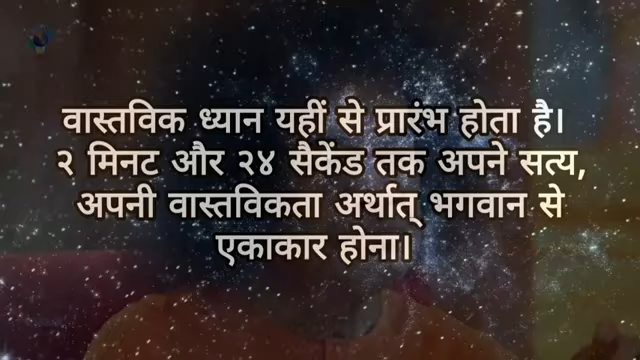 वास्तविक ध्यान यहीं से प्रारंभ होता है।
२ मिनट और २४ सैकेंड तक अपने सत्य,
अपनी वास्तविकता अर्थात् भगवान से
एकाकार होना।